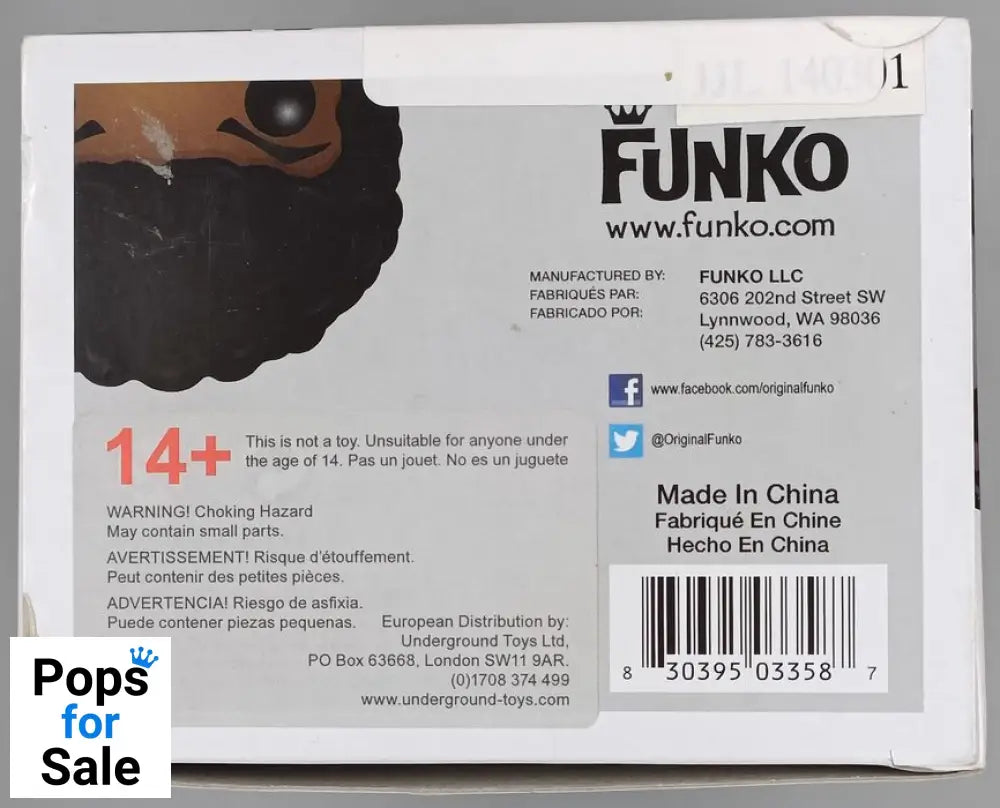 JJL 140301
FUNKO
www.funko.com
MANUFACTURED BY:
FABRIQUÉS PAR:
FABRICADO POR:
FUNKO LLC
6306 202nd Street SW
Lynnwood, WA 98036
(425) 783-3616
www.facebook.com/originalfunko
@OriginalFunko
14+
This is not a toy. Unsuitable for anyone under
the age of 14. Pas un jouet. No es un juguete
WARNING! Choking Hazard
May contain small parts.
AVERTISSEMENT! Risque d'étouffement.
Peut contenir des petites pièces.
ADVERTENCIA! Riesgo de asfixia.
Puede contener piezas pequenas.
European Distribution by:
Underground Toys Ltd,
PO Box 63668, London SW11 9AR.
(0)1708 374 499
www.underground-toys.com
Made In China
Fabriqué En Chine
Hecho En China
8 30395 03358 7
Pops
for
Sale